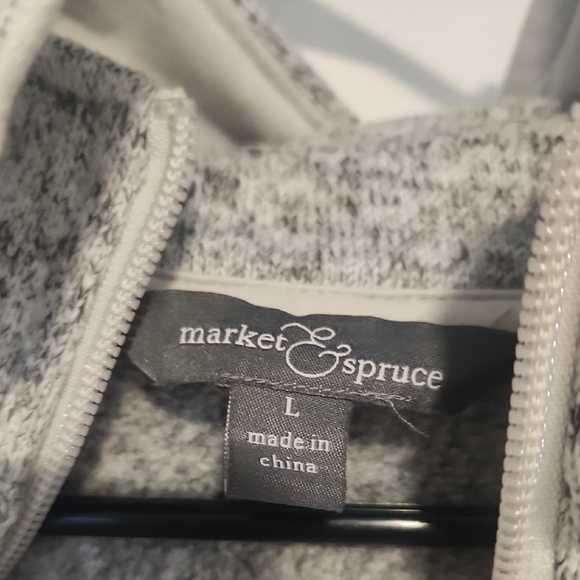 market & spruce
L
made in
china